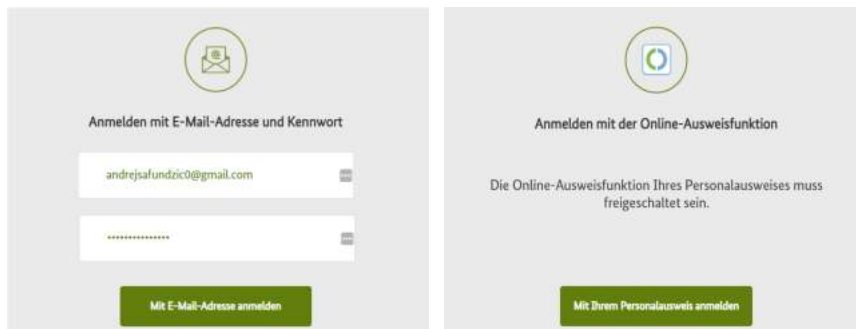 Anmelden mit E-Mail-Adresse und Kennwort
andrejsafundzic0@gmail.com
Mit E-Mail-Adresse anmelden
Anmelden mit der Online-Ausweisfunktion
Die Online-Ausweisfunktion Ihres Personalausweises muss
freigeschaltet sein.
Mit Ihrem Personalausweis anmelden